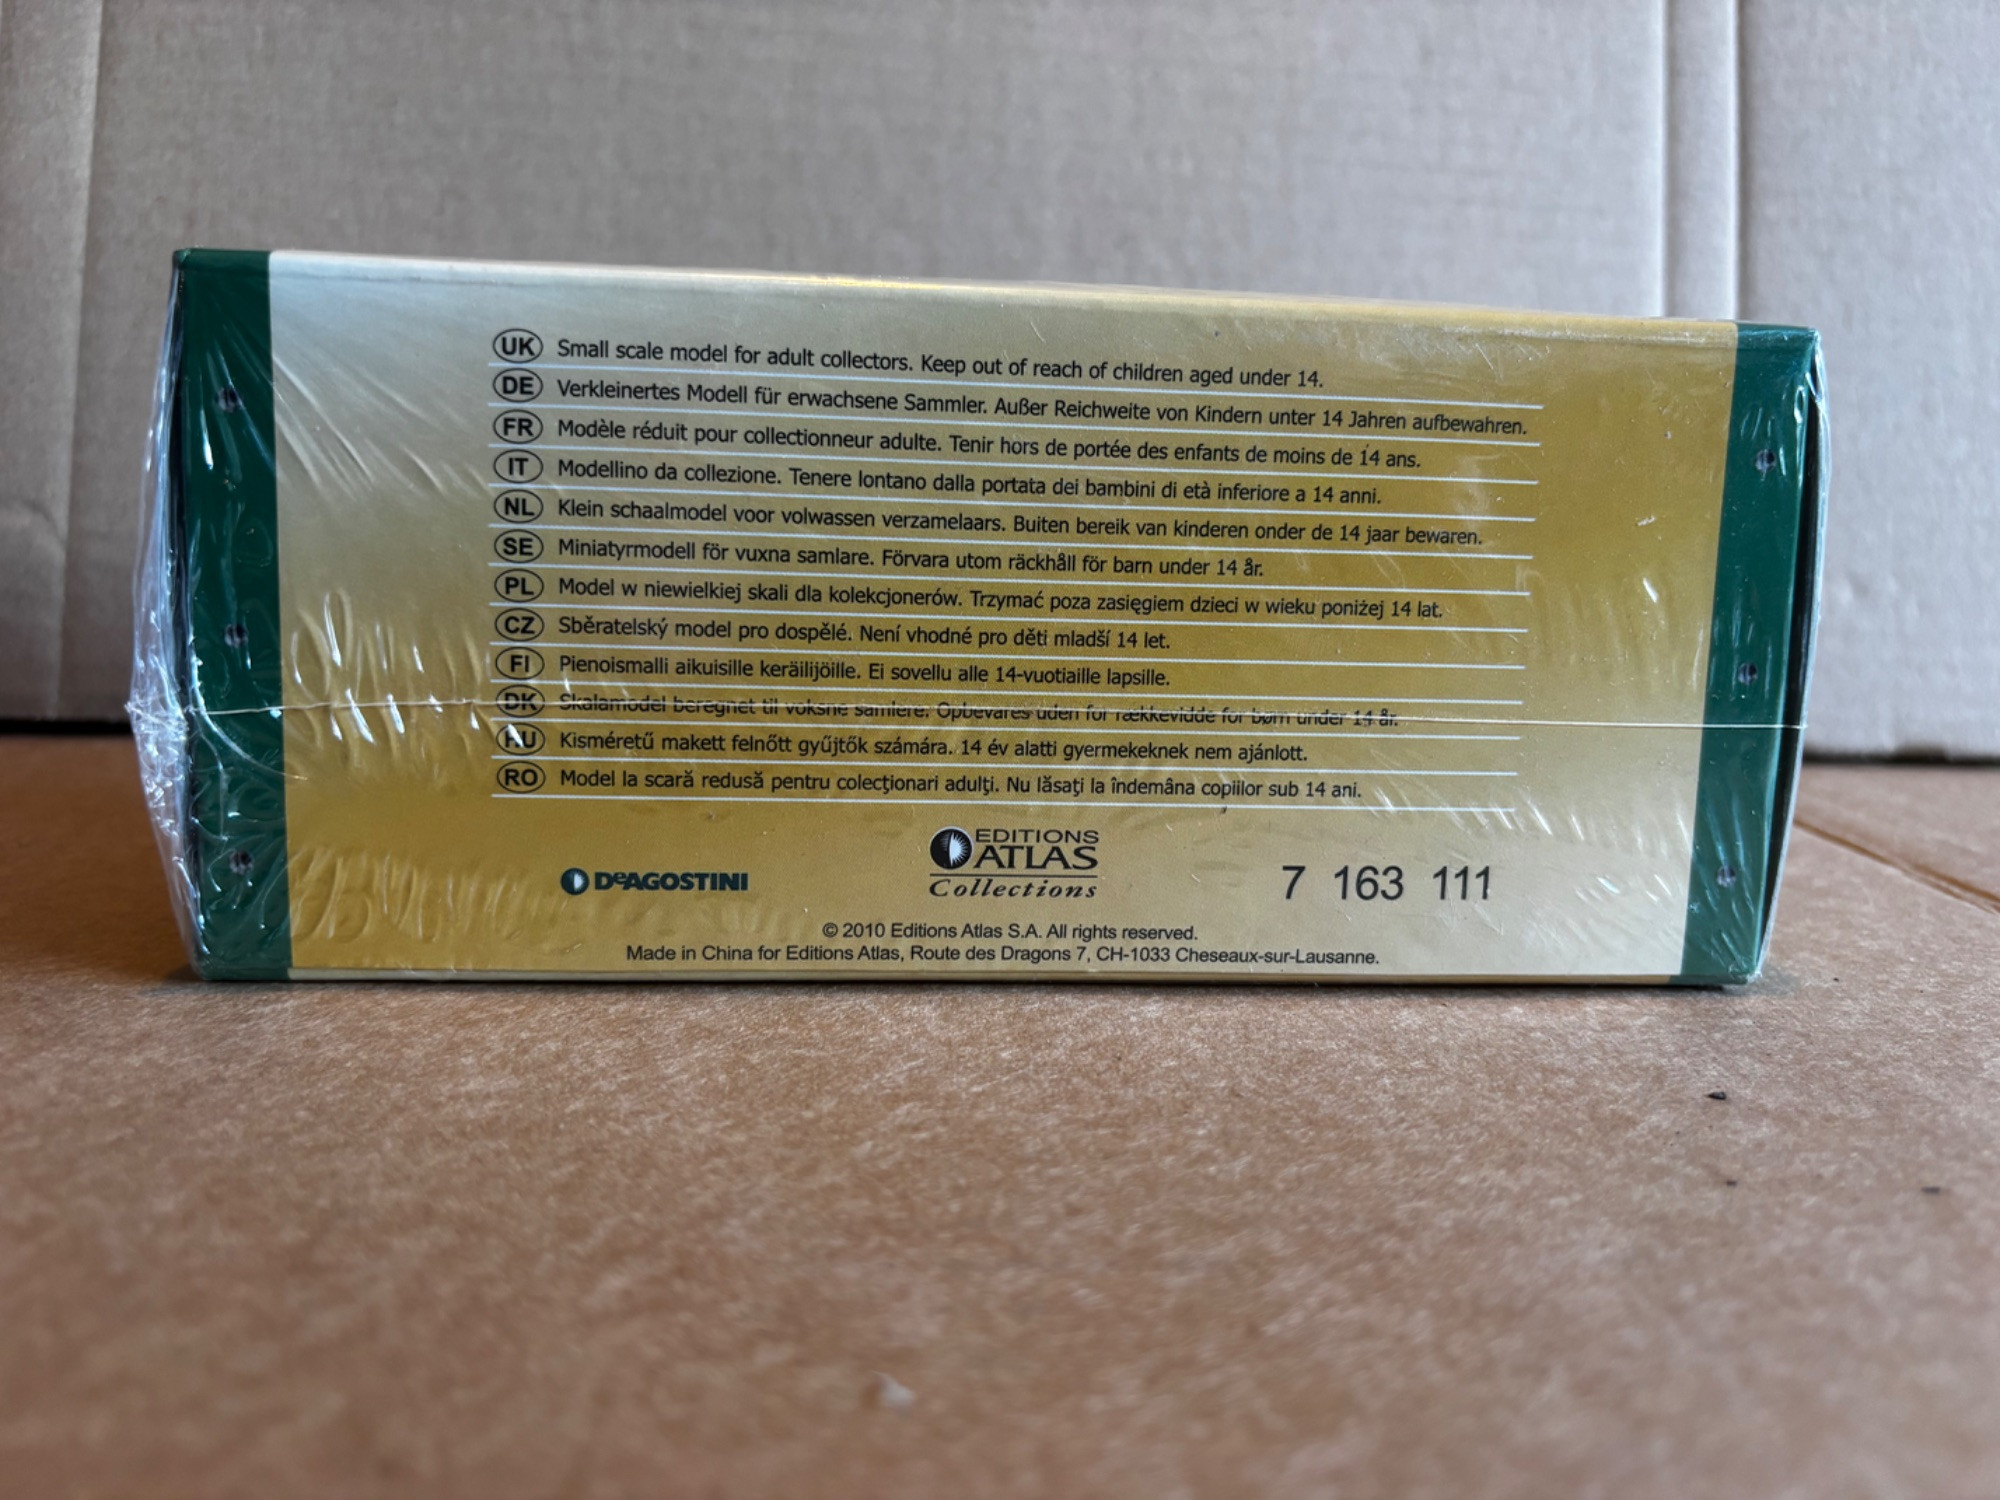 UK Small scale model for adult collectors. Keep out of reach of children aged under 14.
DE Verkleinertes Modell für erwachsene Sammler. Außer Reichweite von Kindern unter 14 Jahren aufbewahren.
FR Modèle réduit pour collectionneur adulte. Tenir hors de portée des enfants de moins de 14 ans.
IT Modellino da collezione. Tenere lontano dalla portata dei bambini di età inferiore a 14 anni.
NL Klein schaalmodel voor volwassen verzamelaars. Buiten bereik van kinderen onder de 14 jaar bewaren.
SE Miniatyrmodell för vuxna samlare. Förvara utom räckhåll för barn under 14 år.
PL Model w niewielkiej skali dla kolekcjonerów. Trzymać poza zasięgiem dzieci w wieku poniżej 14 lat.
CZ Sběratelský model pro dospělé. Není vhodné pro děti mladší 14 let.
FI Pienoismalli aikuisille keräilijöille. Ei sovellu alle 14-vuotiaille lapsille.
DK Skalamodel beregnet til voksne samlere. Opbevares uden for rækkevidde for børn under 14 år.
HU Kisméretű makett felnőtt gyűjtők számára. 14 év alatti gyermekeknek nem ajánlott.
RO Model la scară redusă pentru colecţionari adulţi. Nu lăsaţi la îndemâna copiilor sub 14 ani.
DeAGOSTINI
EDITIONS
ATLAS
Collections
7 163 111
© 2010 Editions Atlas S.A. All rights reserved.
Made in China for Editions Atlas, Route des Dragons 7, CH-1033 Cheseaux-sur-Lausanne.